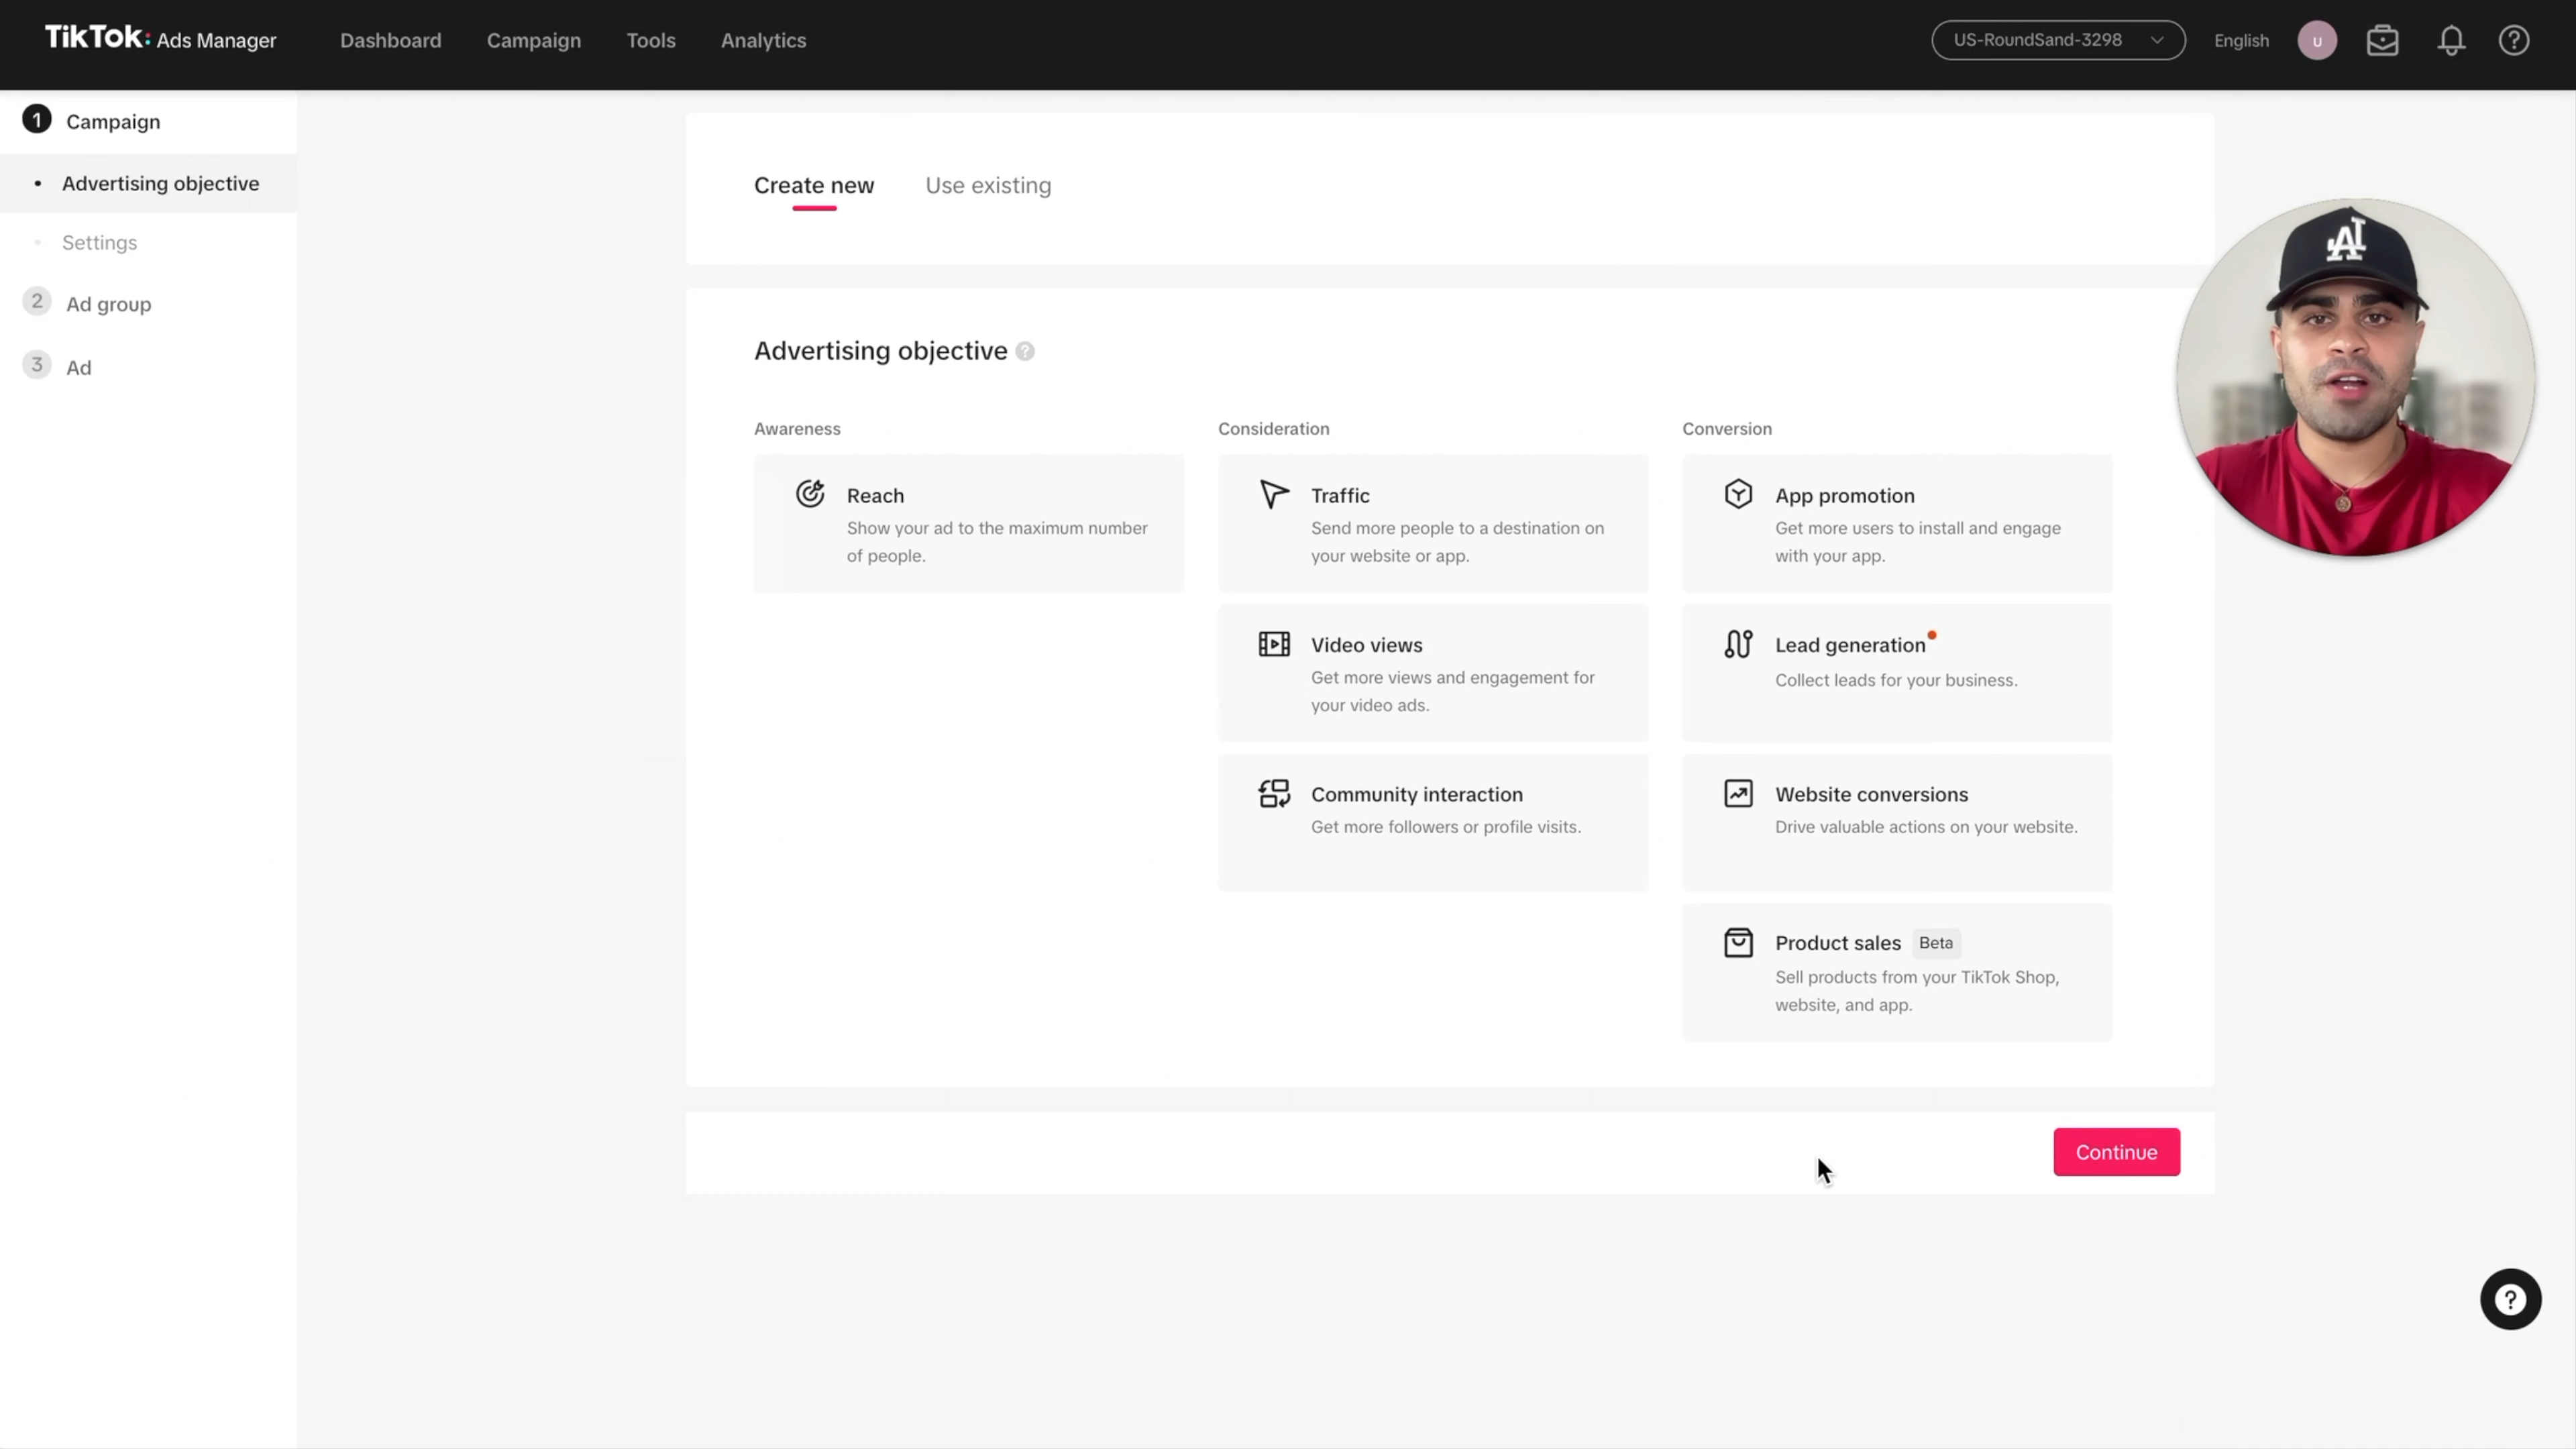 TikTok: Ads Manager
Dashboard
Campaign
Tools
Analytics
US-RoundSand-3298
English
U
1 Campaign
Advertising objective
Settings
2 Ad group
3 Ad
Create new
Use existing
Advertising objective ?
Awareness
Reach
Show your ad to the maximum number
of people.
Consideration
Traffic
Send more people to a destination on
your website or app.
Video views
Get more views and engagement for
your video ads.
Community interaction
Get more followers or profile visits.
Conversion
App promotion
Get more users to install and engage
with your app.
Lead generation
Collect leads for your business.
Website conversions
Drive valuable actions on your website.
Product sales Beta
Sell products from your TikTok Shop,
website, and app.
Continue
AI